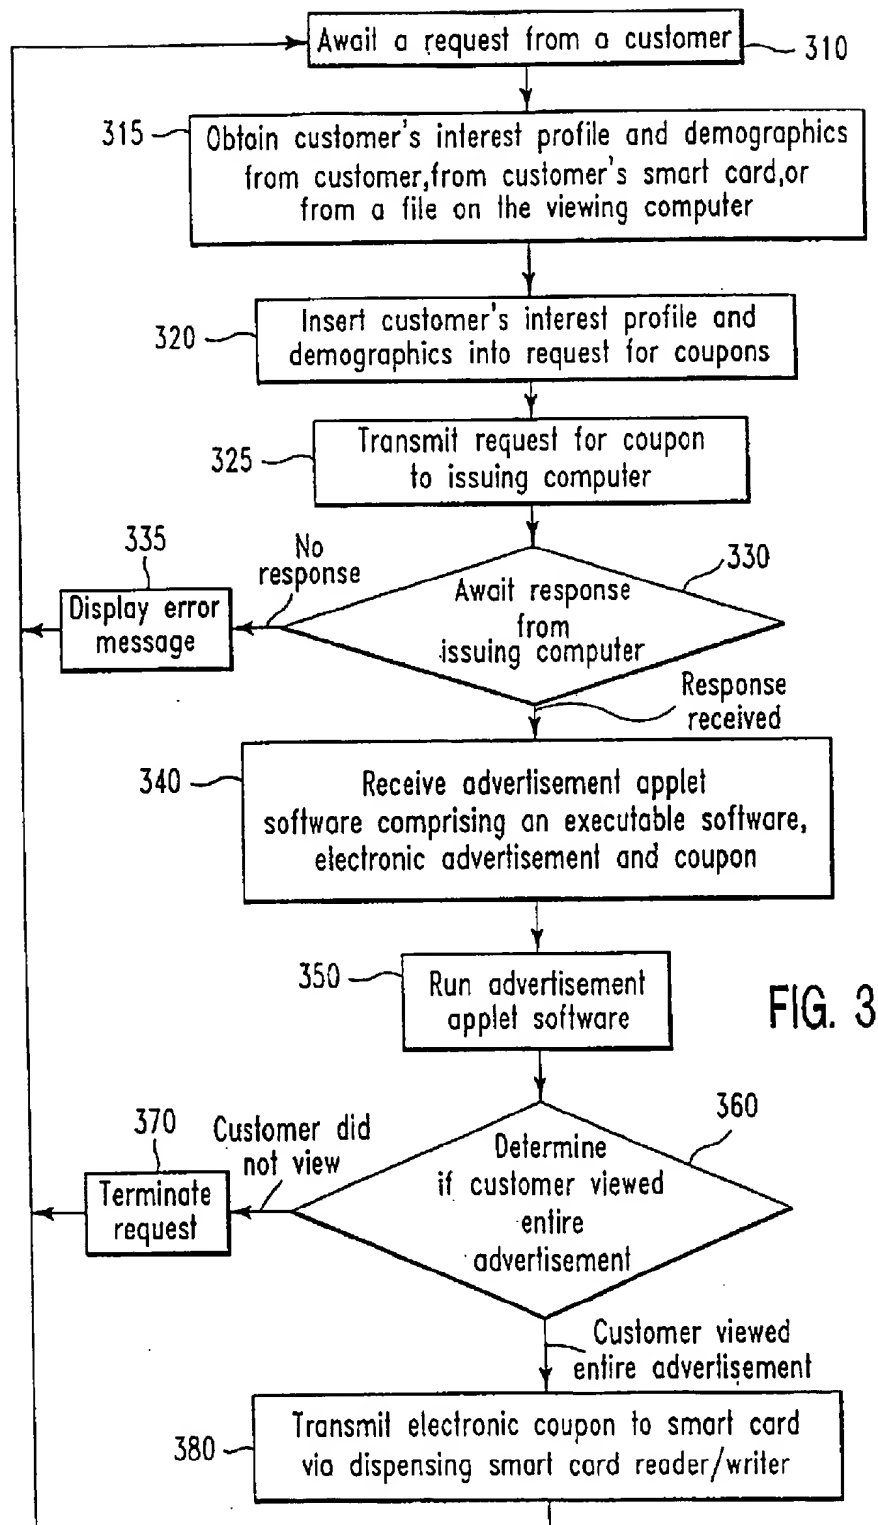 Await a request from a customer
310
315
Obtain customer's interest profile and demographics
from customer,from customer's smart card,or
from a file on the viewing computer
320
Insert customer's interest profile and
demographics into request for coupons
325
Transmit request for coupon
to issuing computer
335
No
response
330
Display error
message
Await response
from
issuing computer
Response
received
340
Receive advertisement applet
software comprising an executable software,
electronic advertisement and coupon
350
Run advertisement
applet software
FIG. 3
370
Customer did
not view
360
Terminate
request
Determine
if customer viewed
entire
advertisement
Customer viewed
entire advertisement
380
Transmit electronic coupon to smart card
via dispensing smart card reader/writer